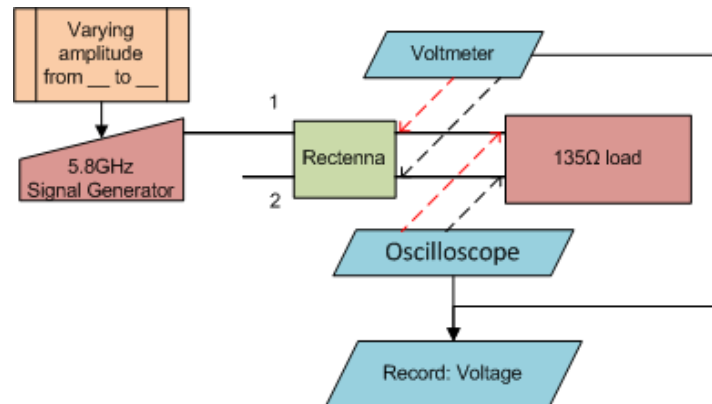 Varying
amplitude
from __ to __
Voltmeter
1
5.8GHz
Signal Generator
Rectenna
135Ω load
2
Oscilloscope
Record: Voltage